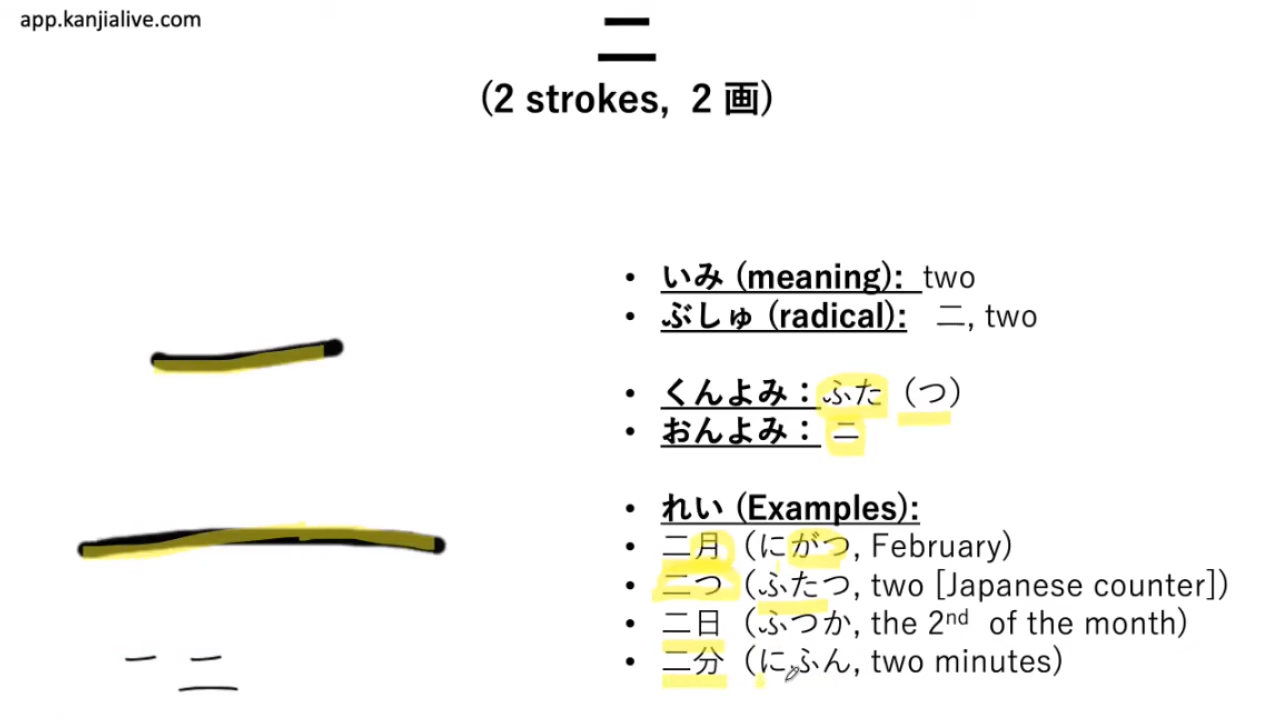 app.kanjialive.com
二
(2 strokes, 2 画)
• いみ (meaning): two
• ぶしゅ (radical): 二, two
• くんよみ：ふた（つ）
• おんよみ：ニ
• れい (Examples):
• 二月（にがつ, February)
• 二つ（ふたつ, two [Japanese counter])
• 二日（ふつか, the 2nd of the month)
• 二分（にふん, two minutes)
一 二